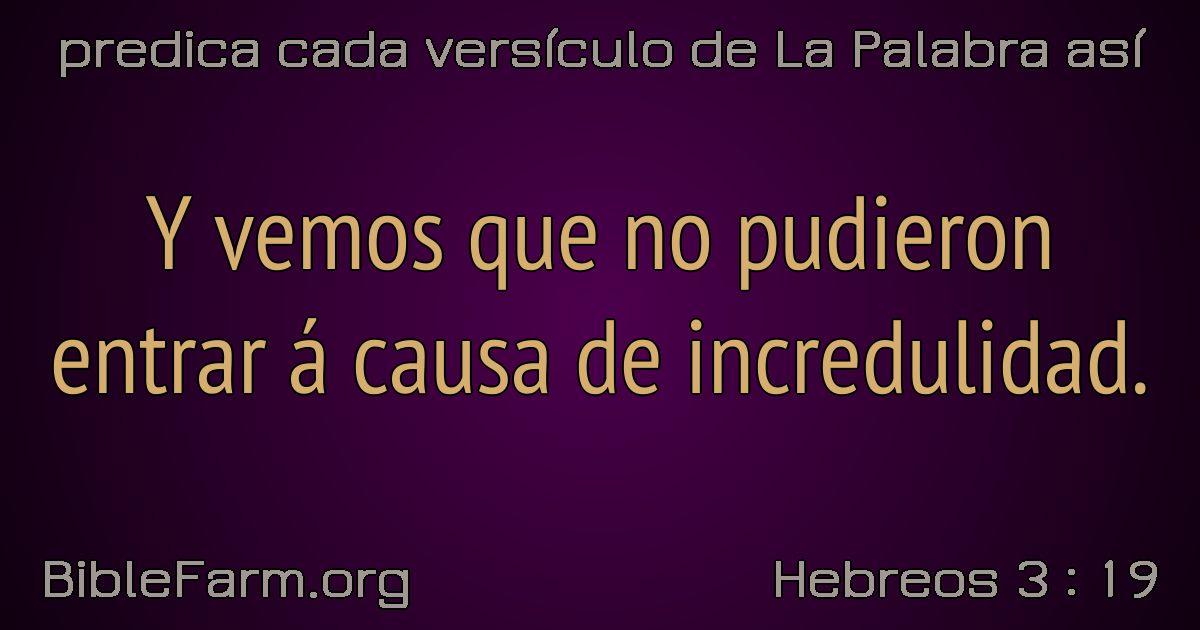 predica cada versículo de La Palabra así
Y vemos que no pudieron
entrar á causa de incredulidad.
BibleFarm.org
Hebreos 3 : 19